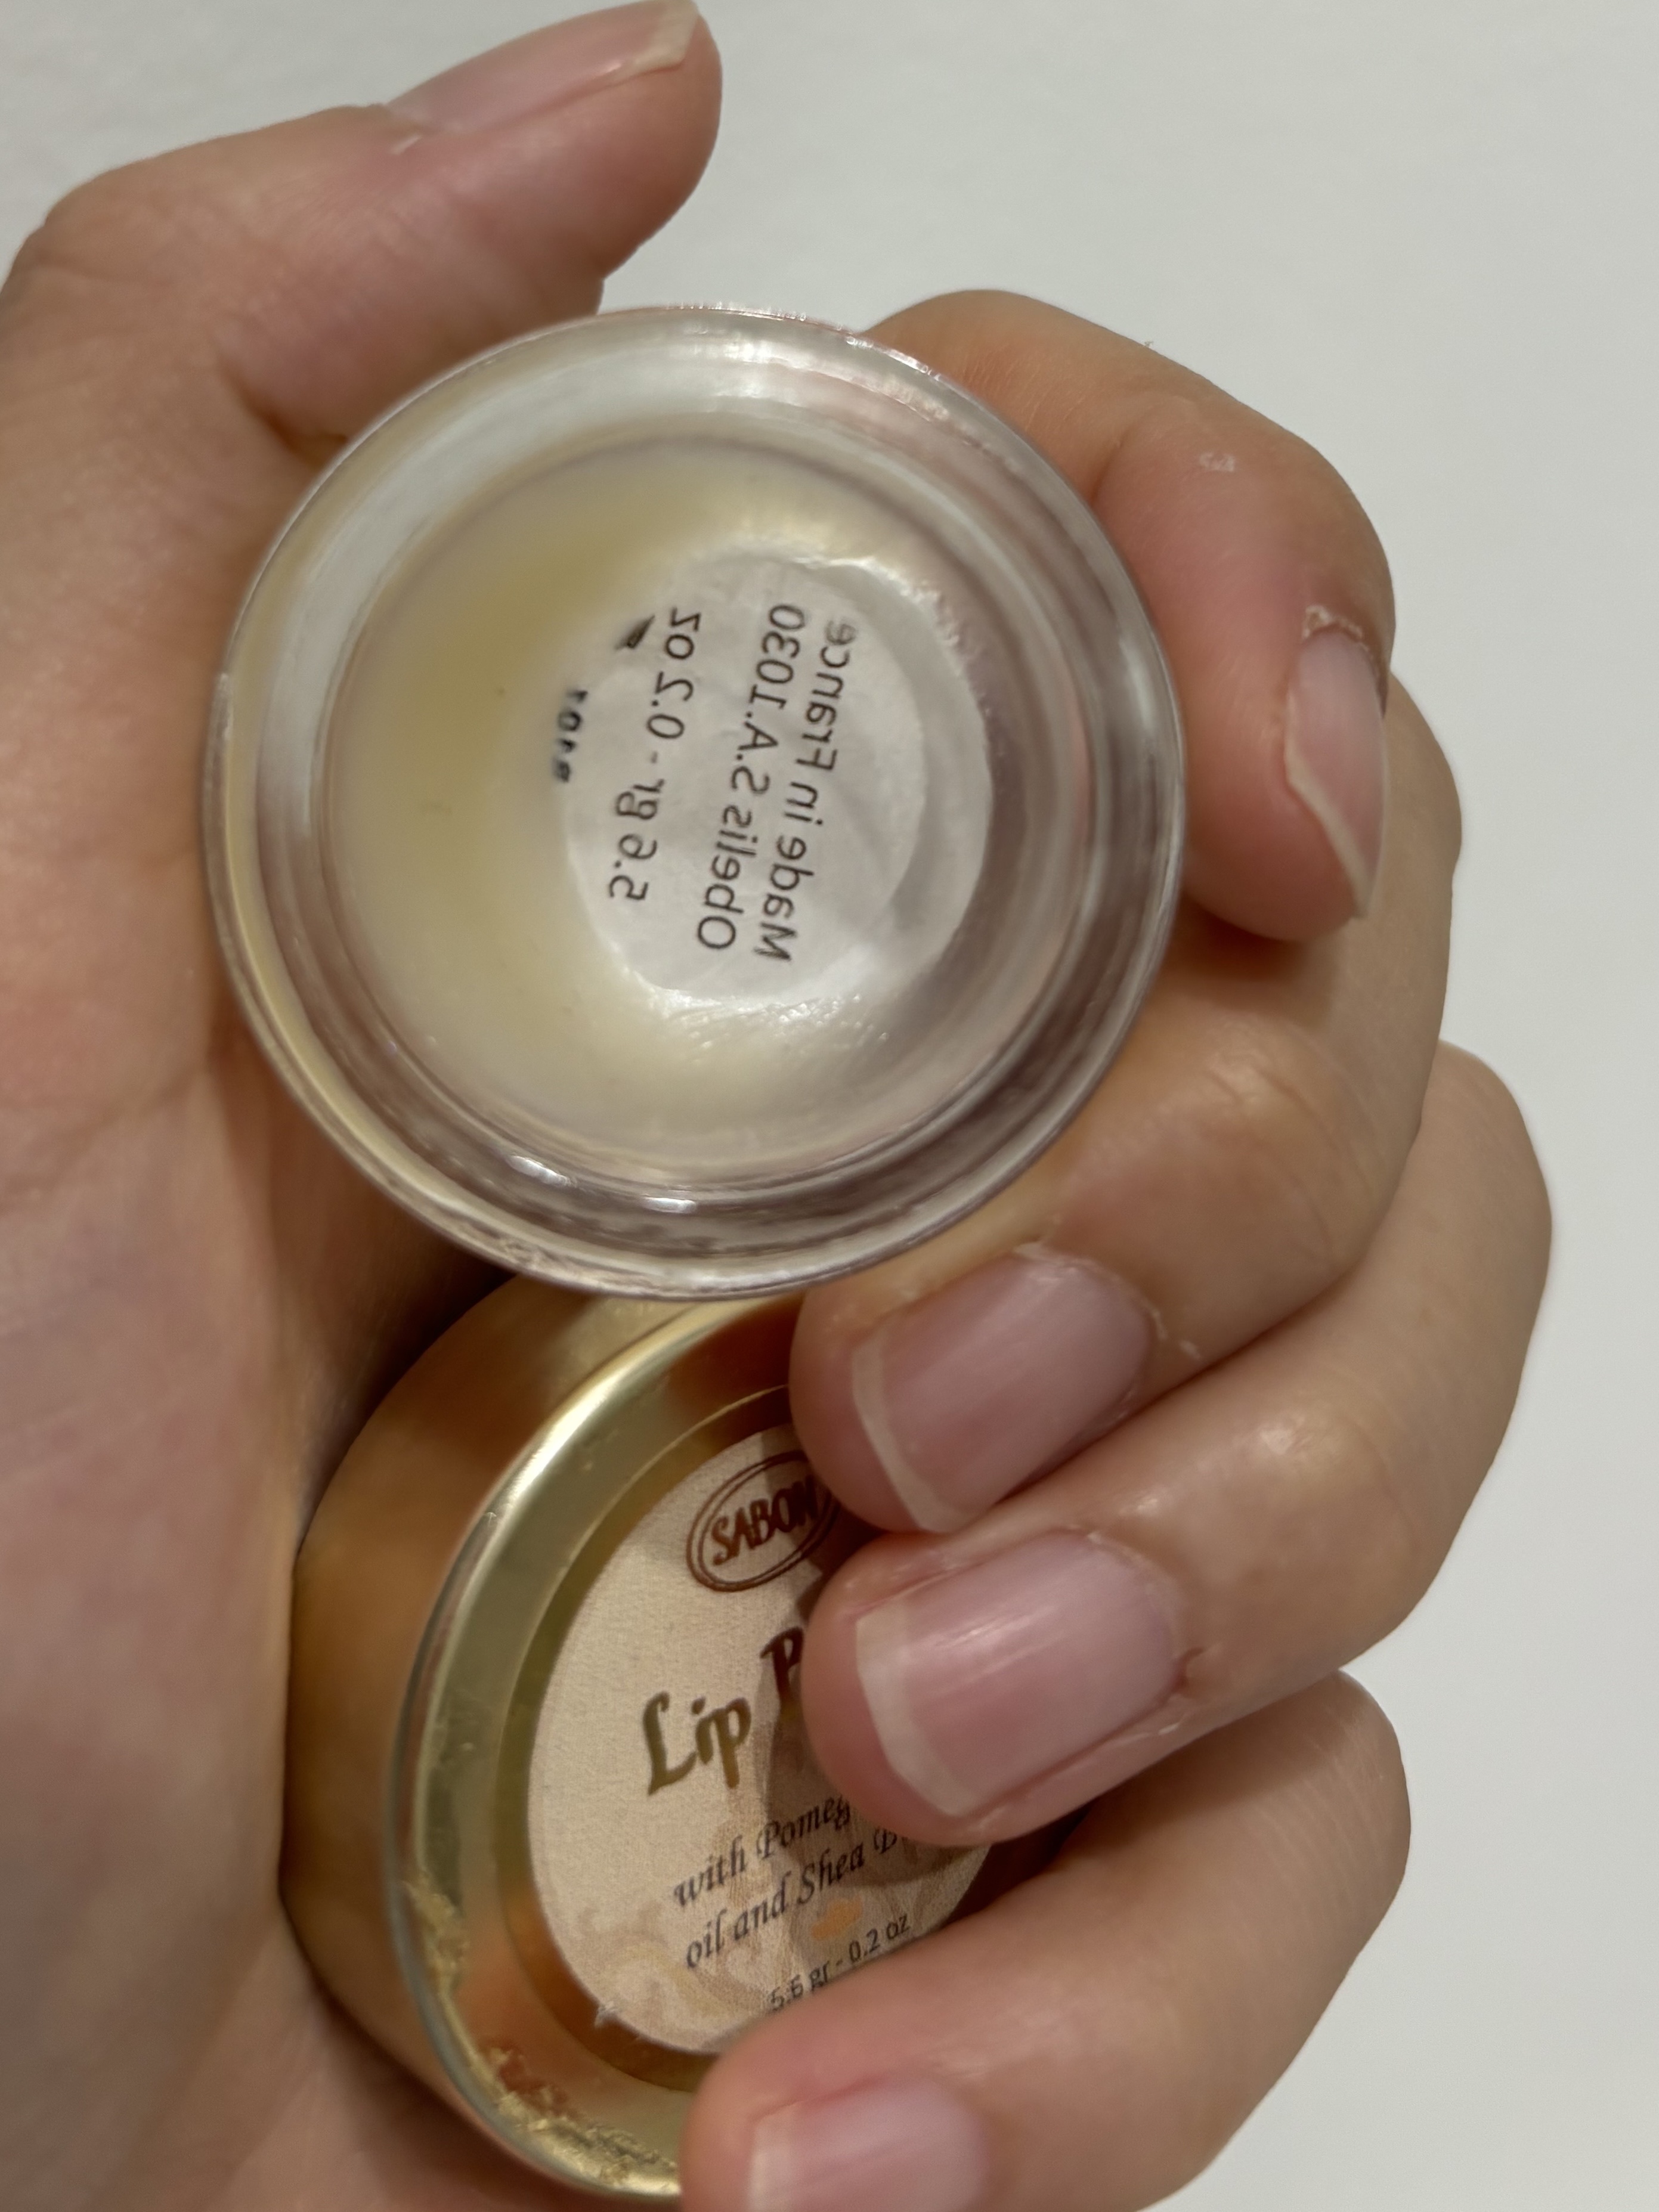 5.6 gr - 0.2 oz
Obelis S.A.1030
Made in France
SABON
Lip
with Pomeg
oil and Shea B
5.6 gr - 0.2 oz